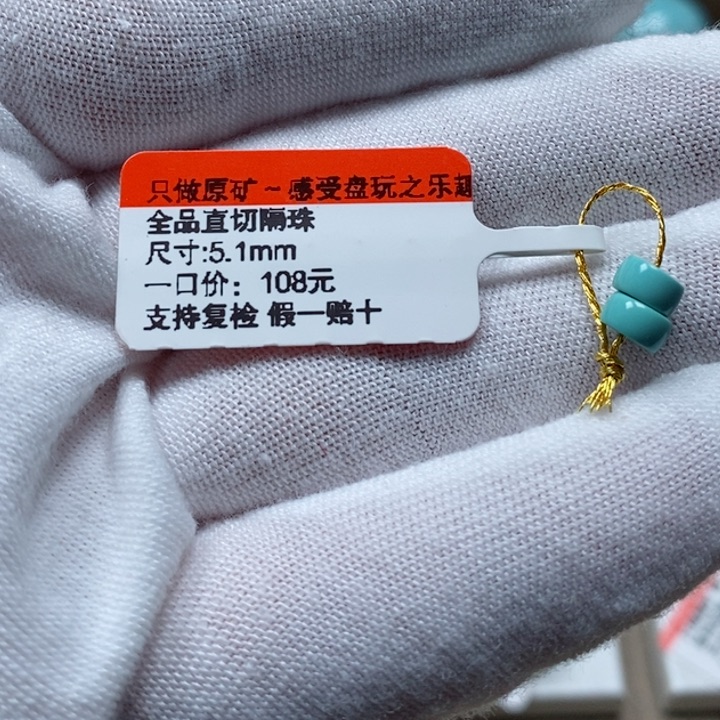 只做原矿~感受盘玩之乐趣
全品直切隔珠
尺寸:5.1mm
一口价：108元
支持复检 假一赔十